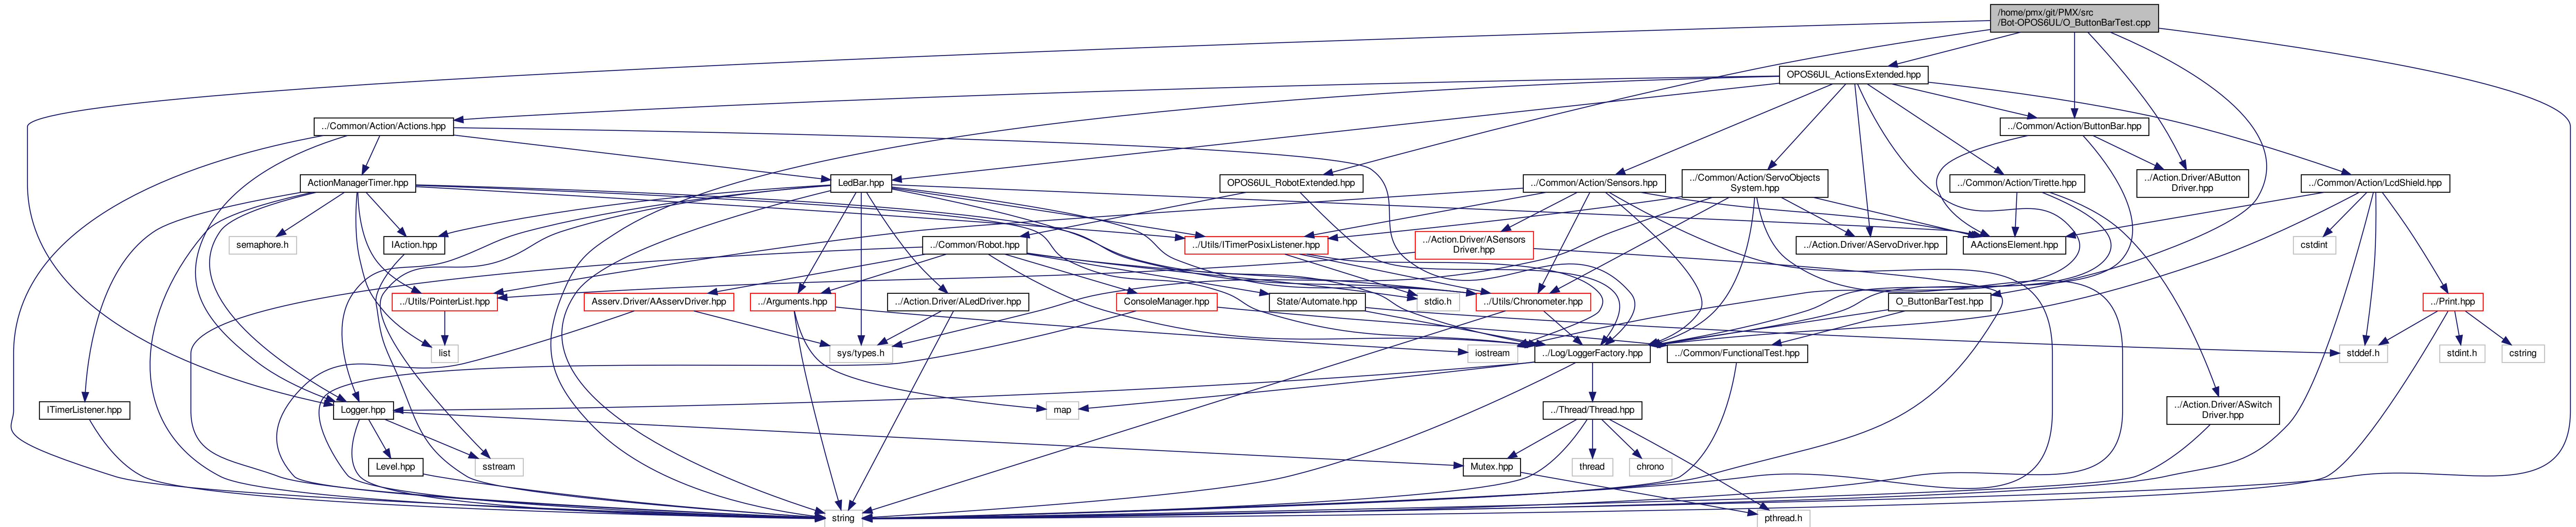 /home/pmx/git/PMX/src
/Bot-OPOS6UL/O_ButtonBarTest.cpp
OPOS6UL_ActionsExtended.hpp
../Common/Action/Actions.hpp
../Common/Action/ButtonBar.hpp
ActionManagerTimer.hpp
LedBar.hpp
OPOS6UL_RobotExtended.hpp
../Common/Action/Sensors.hpp
../Common/Action/ServoObjects
System.hpp
../Common/Action/Tirette.hpp
../Action.Driver/AButton
Driver.hpp
../Common/Action/LcdShield.hpp
semaphore.h
IAction.hpp
../Common/Robot.hpp
../Utils/ITimerPosixListener.hpp
../Action.Driver/ASensors
Driver.hpp
../Action.Driver/AServoDriver.hpp
AActionsElement.hpp
cstdint
../Utils/PointerList.hpp
Asserv.Driver/AAsservDriver.hpp
../Arguments.hpp
../Action.Driver/ALedDriver.hpp
ConsoleManager.hpp
State/Automate.hpp
stdio.h
../Utils/Chronometer.hpp
O_ButtonBarTest.hpp
../Print.hpp
list
sys/types.h
iostream
../Log/LoggerFactory.hpp
../Common/FunctionalTest.hpp
stddef.h
stdint.h
cstring
ITimerListener.hpp
Logger.hpp
map
../Thread/Thread.hpp
../Action.Driver/ASwitch
Driver.hpp
Level.hpp
sstream
Mutex.hpp
thread
chrono
string
pthread.h